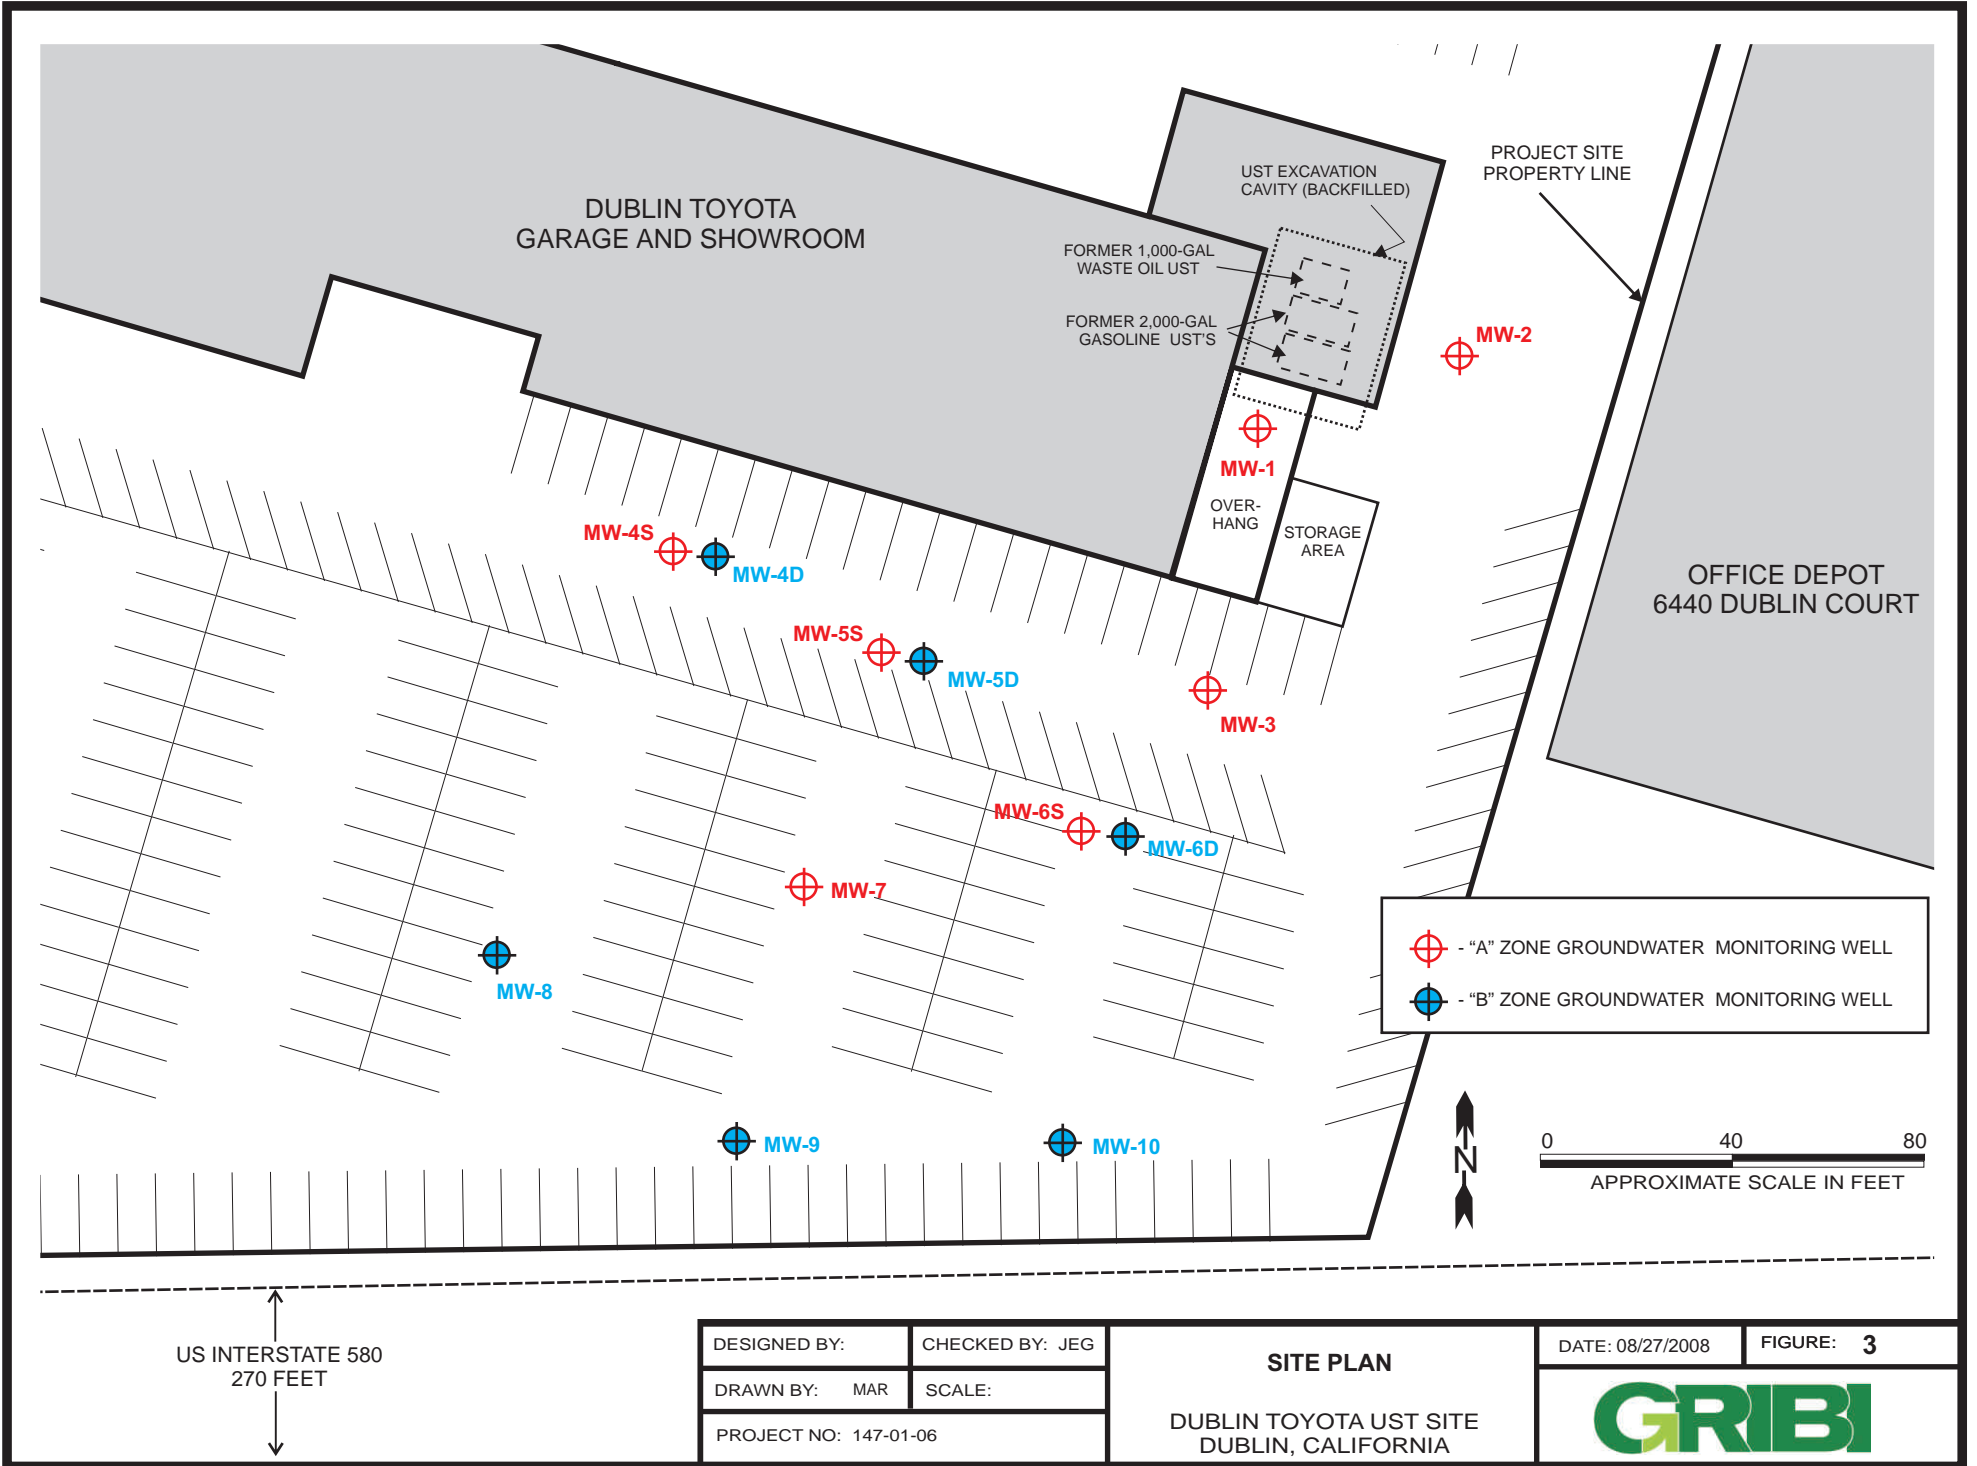 DUBLIN TOYOTA
GARAGE AND SHOWROOM
UST EXCAVATION
CAVITY (BACKFILLED)
FORMER 1,000-GAL
WASTE OIL UST
FORMER 2,000-GAL
GASOLINE UST'S
PROJECT SITE
PROPERTY LINE
MW-2
MW-1
OVER-
HANG
STORAGE
AREA
OFFICE DEPOT
6440 DUBLIN COURT
MW-4S
MW-4D
MW-5S
MW-5D
MW-3
MW-6S
MW-6D
MW-7
MW-8
MW-9
MW-10
- “A” ZONE GROUNDWATER MONITORING WELL
- “B” ZONE GROUNDWATER MONITORING WELL
N
0 40 80
APPROXIMATE SCALE IN FEET
US INTERSTATE 580
270 FEET
DESIGNED BY:
CHECKED BY: JEG
DRAWN BY: MAR
SCALE:
PROJECT NO: 147-01-06
SITE PLAN
DUBLIN TOYOTA UST SITE
DUBLIN, CALIFORNIA
DATE: 08/27/2008
FIGURE: 3
GRIBI